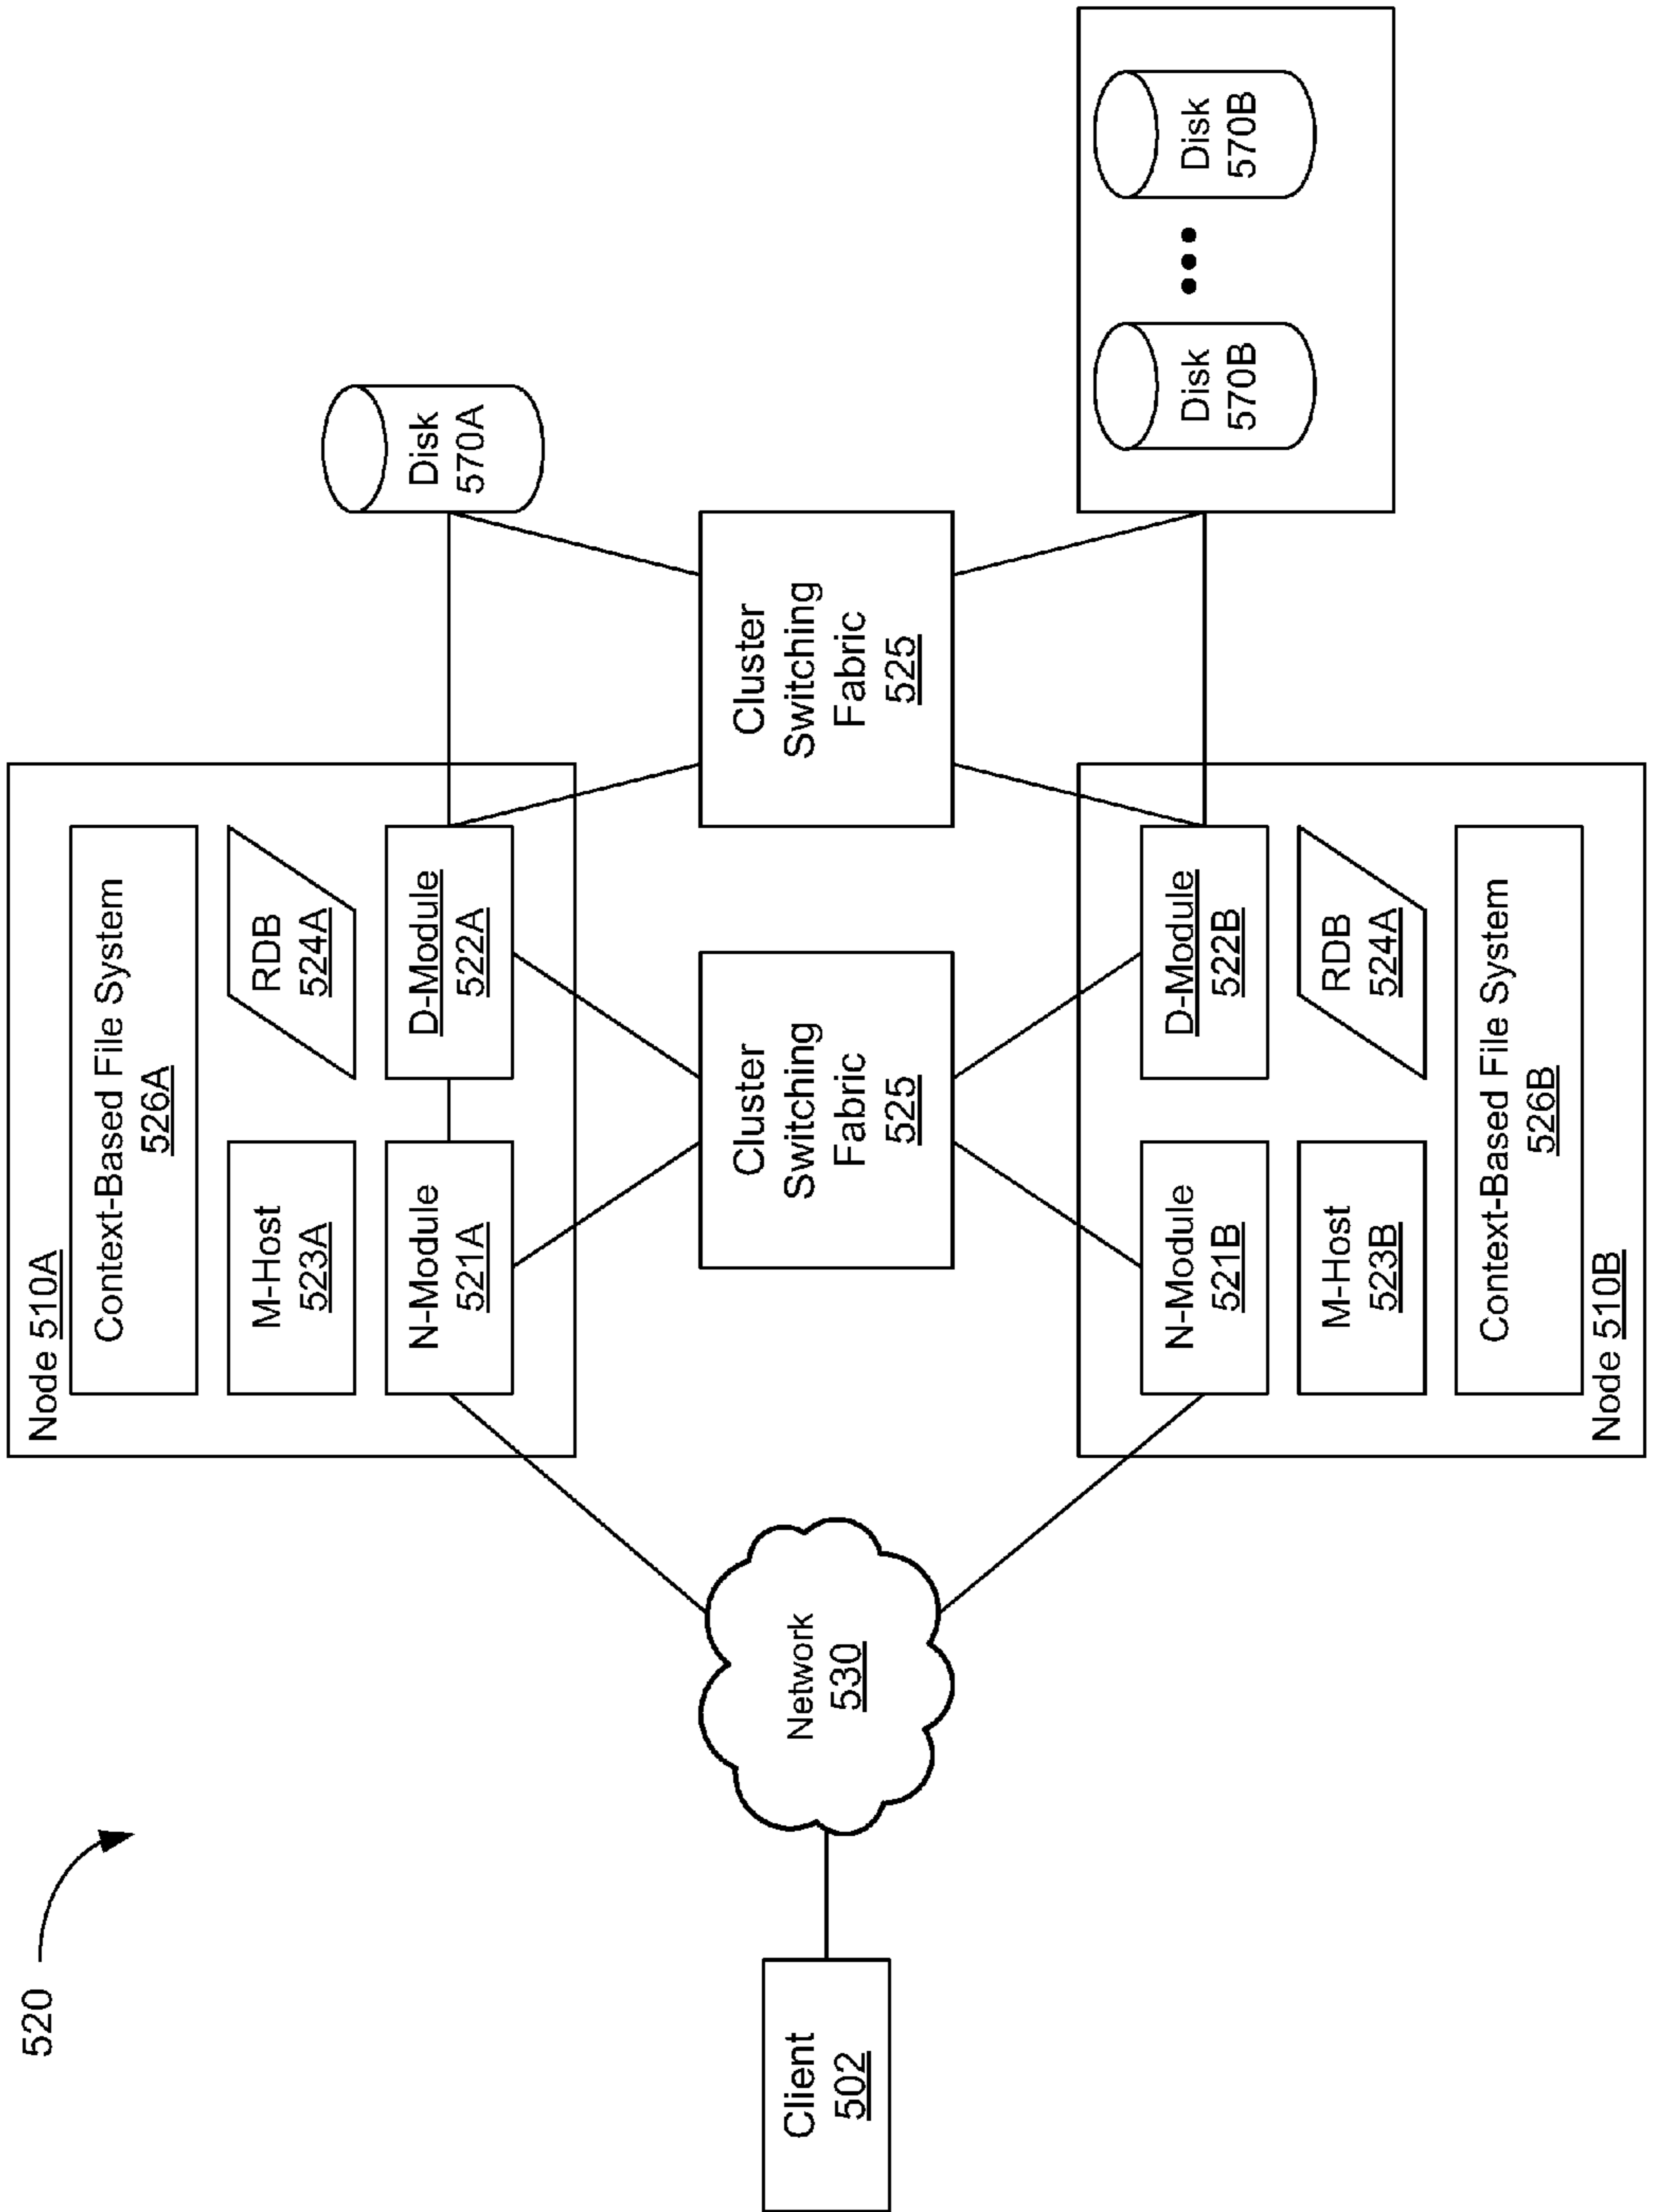 520
Client
502
Network
530
Node 510A
Context-Based File System
526A
M-Host
523A
RDB
524A
N-Module
521A
D-Module
522A
Disk
570A
Cluster
Switching
Fabric
525
Cluster
Switching
Fabric
525
N-Module
521B
D-Module
522B
M-Host
523B
RDB
524A
Context-Based File System
526B
Node 510B
Disk
570B
Disk
570B